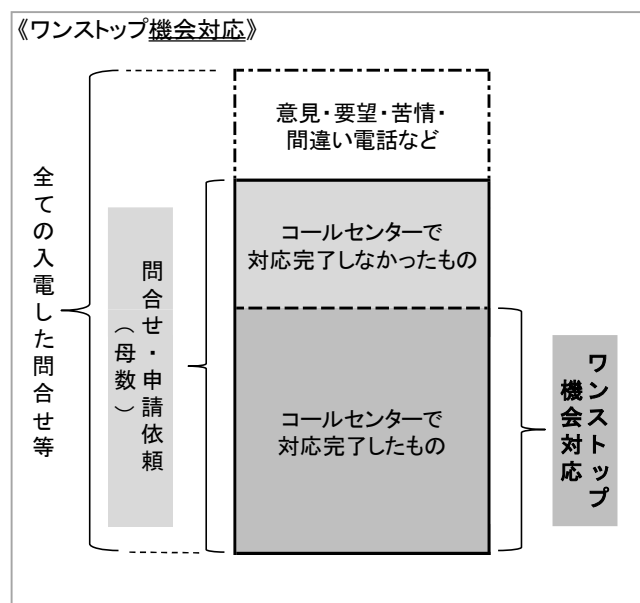 《ワンストップ機会対応》
全ての入電した問合せ等
問合せ・申請依頼
（母数）
意見・要望・苦情・
間違い電話など
コールセンターで
対応完了しなかったもの
コールセンターで
対応完了したもの
ワンストップ
機会対応